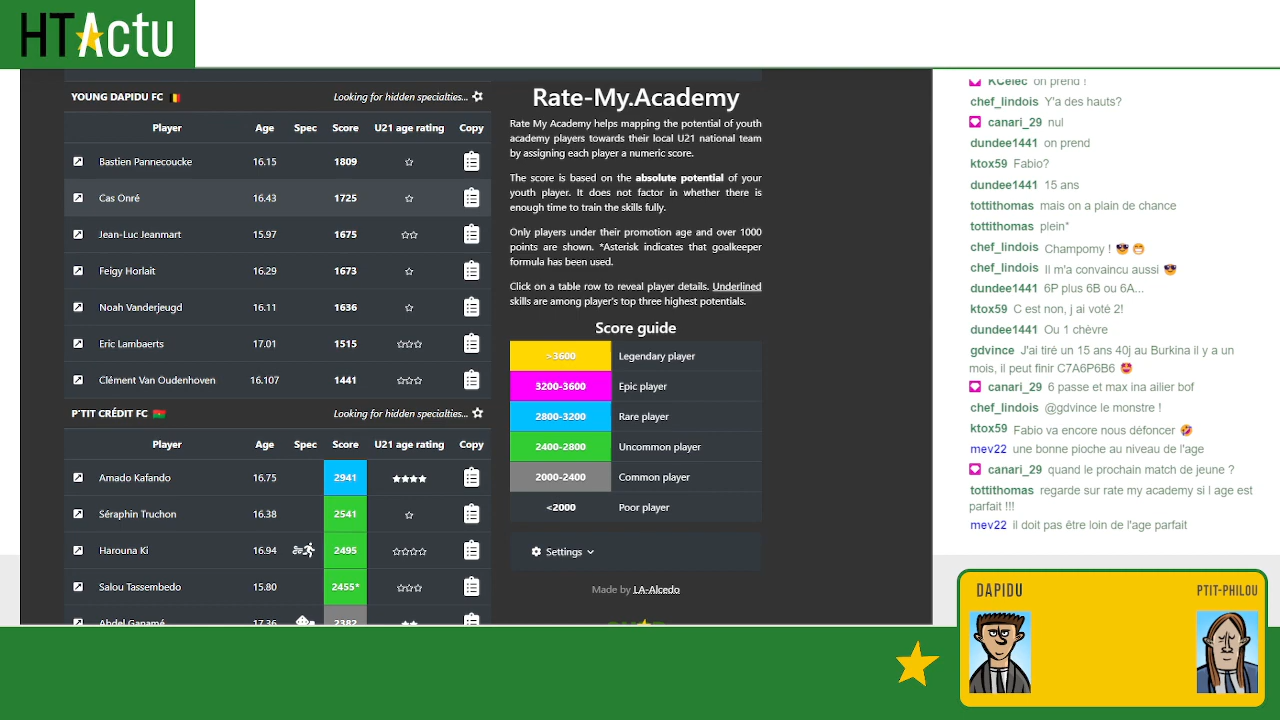 HTActu
YOUNG DAPIDU FC Looking for hidden specialties...
Player Age Spec Score U21 age rating Copy
Bastien Pannecoucke 16.15 1809
Cas Onré 16.68
Jean-Luc Jeanmart 15.95
Noah Vanderjeugd 16.13
Eric Lambaerts 17.01
Clément Van Oudenhoven 16.107
P'TIT CRÉDIT FC Looking for hidden specialties...
Player Age Spec Score U21 age rating Copy
Amado Kafando 16.18 2941
Séraphin Truchon 16.38 2541
Harouna Ki 16.04 2495
Salou Tassembedo 16.61 2455*
Abdel Ganamé 17.30 2382
Rate-My.Academy
Rate My Academy helps mapping the potential of youth
academy players towards their local U21 national team
by assigning each player a numeric score.
The score is based on the absolute potential of your
youth player. It does not factor in whether there is
enough time to train the skills fully.
Only players under their promotion age and over 1000
points are shown. *Asterisk indicates that goalkeeper
formula has been used.
Click on a table row to reveal player details. Underlined
skills are among player's top three highest potentials.
Score guide
>3600 Legendary player
3200-3600 Epic player
2800-3200 Rare player
2400-2800 Uncommon player
2000-2400 Common player
<2000 Poor player
Settings
Made by LA-Alcedo
KCelec on prend !
chef_lindois Y'a des hauts?
canari_29 nul
dundee1441 on prend
ktox59 Fabio?
dundee1441 15 ans
tottithomas mais on a plain de chance
tottithomas plein*
chef_lindois Champomy ! 😎 😁
chef_lindois Il m'a convaincu aussi 😎
dundee1441 6P plus 6B ou 6A...
ktox59 C est non, j ai voté 2!
dundee1441 Ou 1 chèvre
gdvince J'ai tiré un 15 ans 40j au Burkina il y a un
mois, il peut finir C7A6P6B6 🤩
canari_29 6 passe et max ina ailier bof
chef_lindois @gdvince le monstre !
ktox59 Fabio va encore nous défoncer 🤣
mev22 une bonne pioche au niveau de l'age
canari_29 quand le prochain match de jeune ?
tottithomas regarde sur rate my academy si l age est
parfait !!!
mev22 il doit pas être loin de l'age parfait
DAPIDU
PTIT-PHILOU